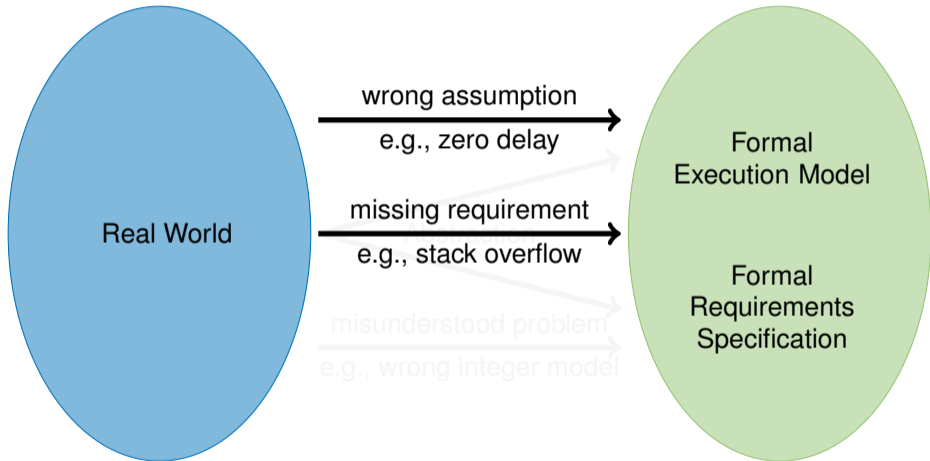 wrong assumption
e.g., zero delay
Formal
Execution Model
Real World
missing requirement
Abstraction
e.g., stack overflow
Formal
Requirements
Specification
misunderstood problem
e.g., wrong integer model